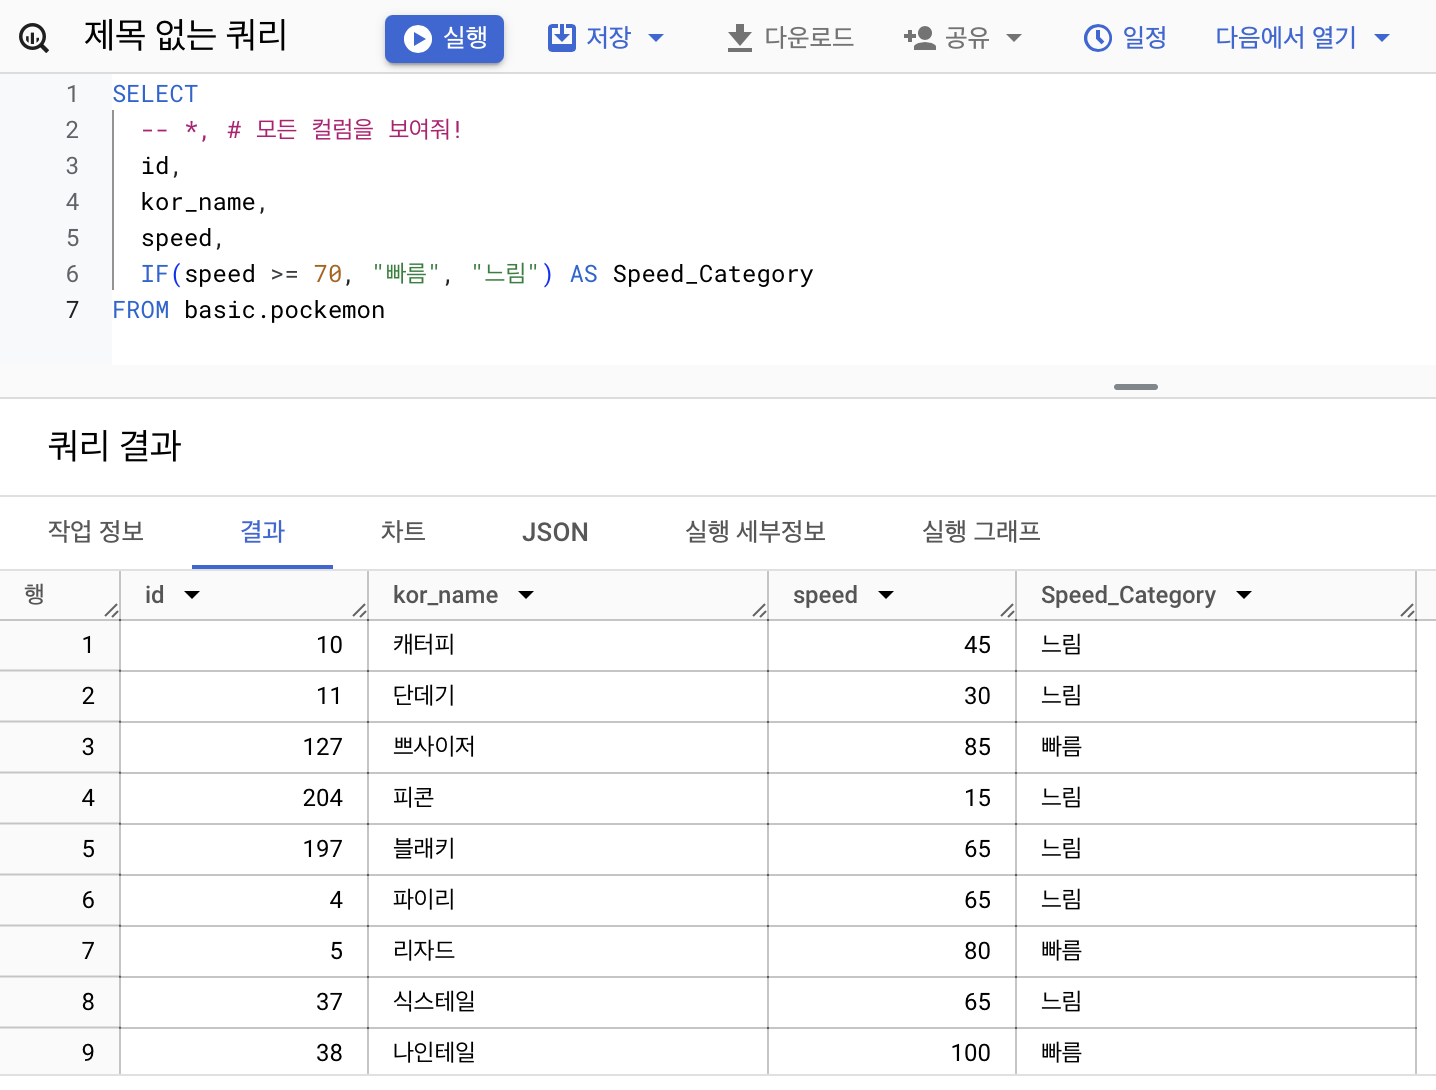 제목 없는 쿼리 실행 저장 다운로드 공유 일정 다음에서 열기
1 SELECT
2 -- *, # 모든 컬럼을 보여줘!
3 id,
4 kor_name,
5 speed,
6 IF(speed >= 70, "빠름", "느림") AS Speed_Category
7 FROM basic.pockemon
쿼리 결과
작업 정보 결과 차트 JSON 실행 세부정보 실행 그래프
행 id kor_name speed Speed_Category
1 10 캐터피 45 느림
2 11 단데기 30 느림
3 127 쁘사이저 85 빠름
4 204 피콘 15 느림
5 197 블래키 65 느림
6 4 파이리 65 느림
7 5 리자드 80 빠름
8 37 식스테일 65 느림
9 38 나인테일 100 빠름